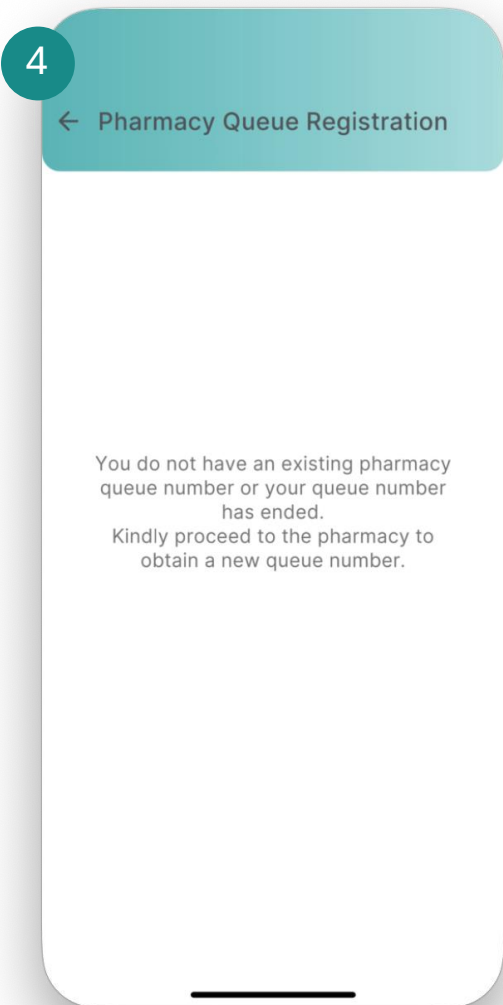 4
← Pharmacy Queue Registration
You do not have an existing pharmacy
queue number or your queue number
has ended.
Kindly proceed to the pharmacy to
obtain a new queue number.